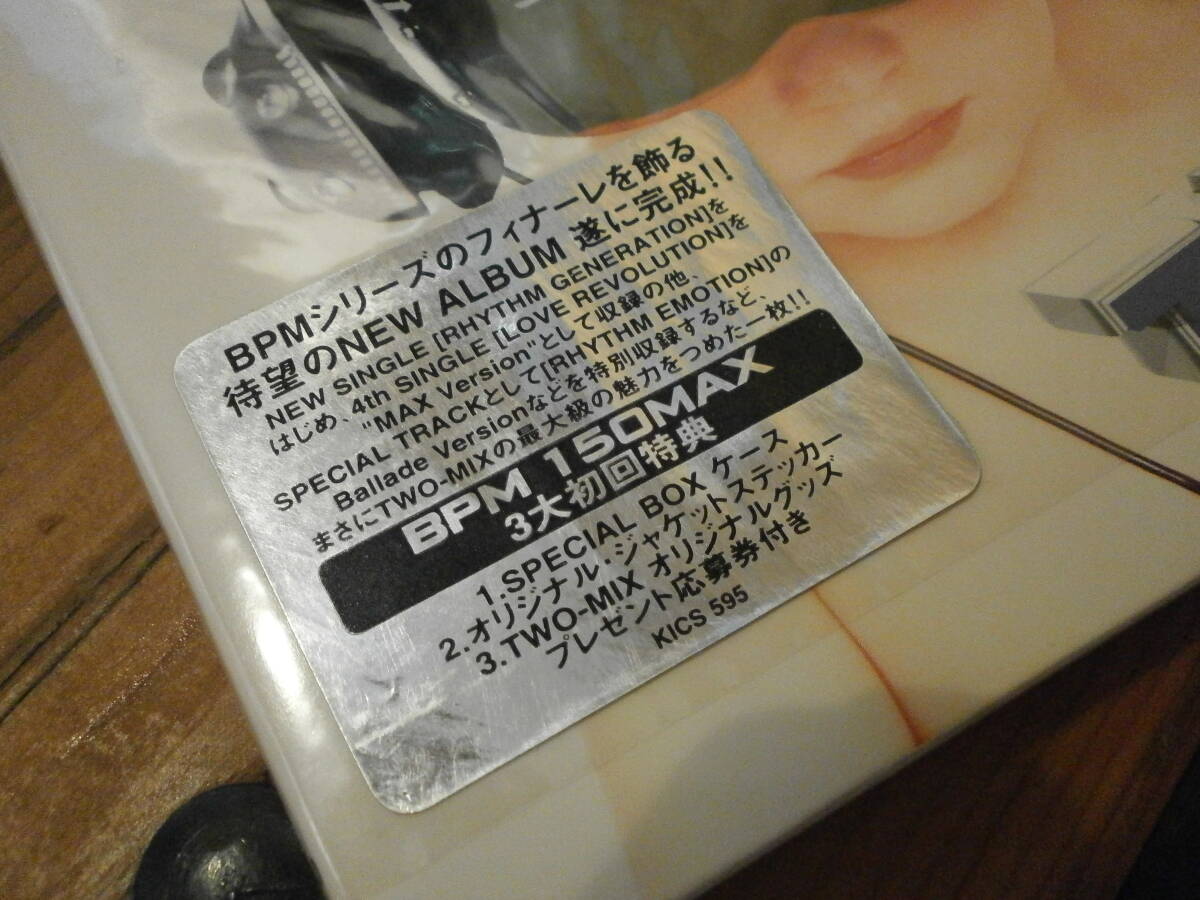 BPMシリーズのフィナーレを飾る
待望のNEW ALBUM 遂に完成!!
NEW SINGLE [RHYTHM GENERATION]を
はじめ、4th SINGLE [LOVE REVOLUTION]を
"MAX Version"として収録の他、
SPECIAL TRACKとして[RHYTHM EMOTION]の
Ballade Versionなどを特別収録するなど、
まさにTWO-MIXの最大級の魅力をつめた一枚!!
BPM 150MAX
3大初回特典
1.SPECIAL BOX ケース
2.オリジナル・ジャケットステッカー
3.TWO-MIX オリジナルグッズ
プレゼント応募券付き
KICS 595